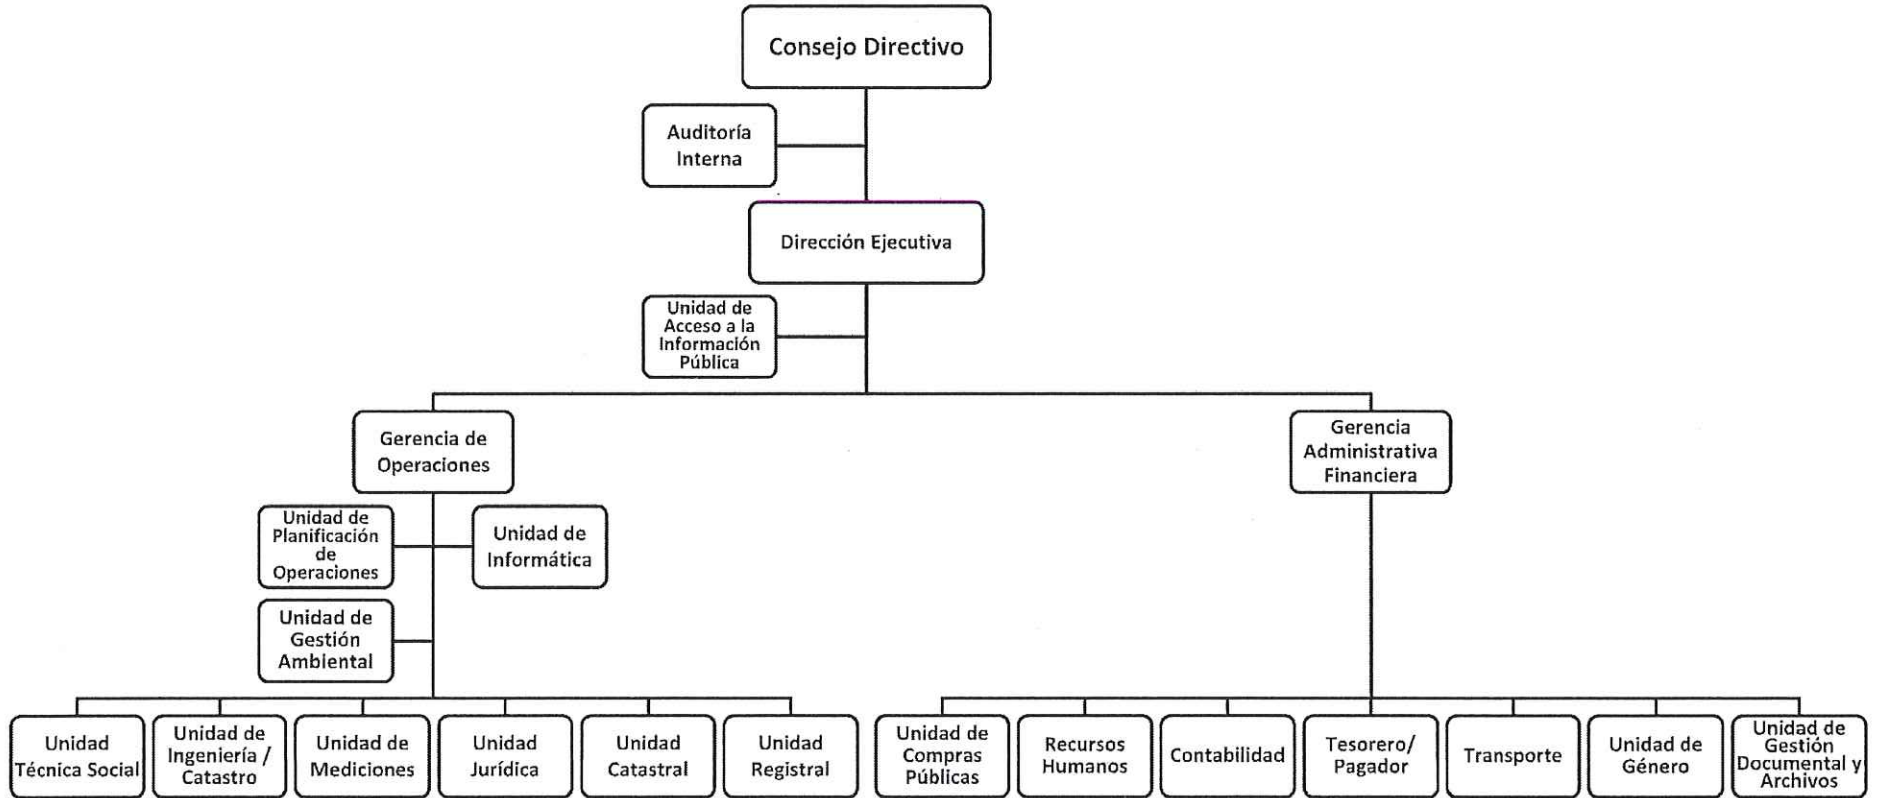 Consejo Directivo
Auditoría
Interna
Dirección Ejecutiva
Unidad de
Acceso a la
Información
Pública
Gerencia de
Operaciones
Gerencia
Administrativa
Financiera
Unidad de
Planificación
de
Operaciones
Unidad de
Informática
Unidad de
Gestión
Ambiental
Unidad
Técnica Social
Unidad de
Ingeniería /
Catastro
Unidad de
Mediciones
Unidad
Jurídica
Unidad
Catastral
Unidad
Registral
Unidad de
Compras
Públicas
Recursos
Humanos
Contabilidad
Tesorero/
Pagador
Transporte
Unidad de
Género
Unidad de
Gestión
Documental y
Archivos